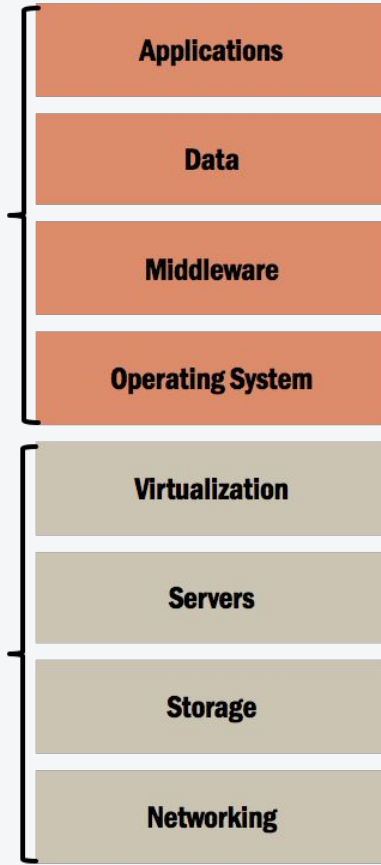 Applications
Data
Middleware
Operating System
Virtualization
Servers
Storage
Networking